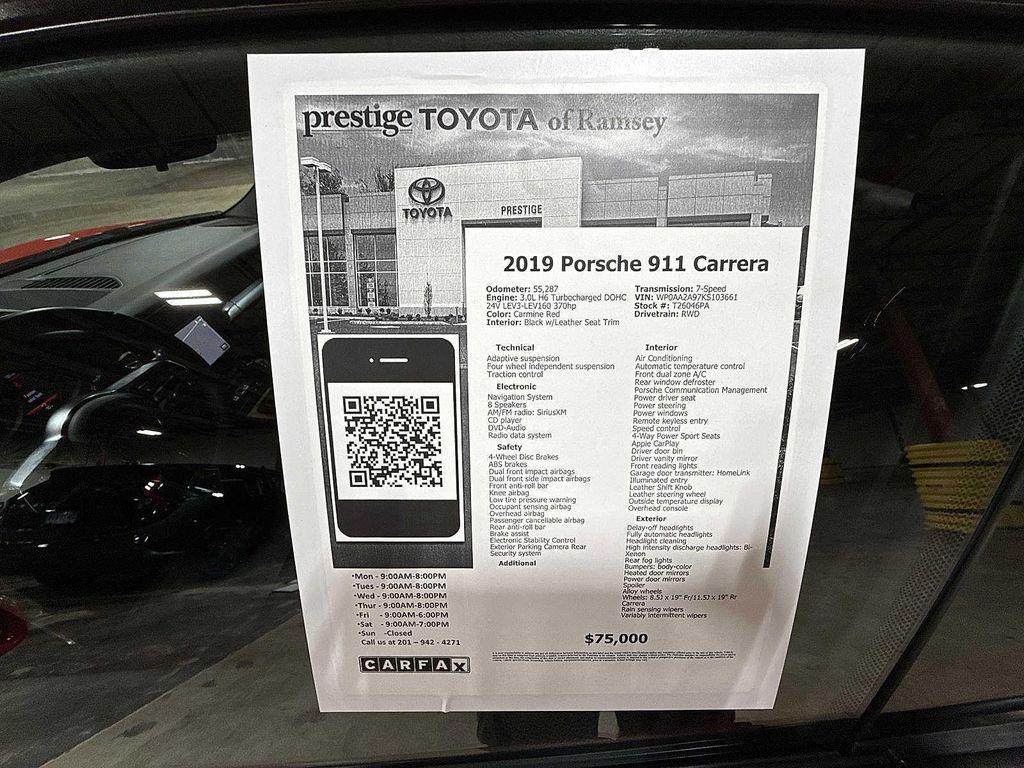 prestige TOYOTA of Ramsey
TOYOTA
PRESTIGE
2019 Porsche 911 Carrera
Odometer: 55,287
Engine: 3.0L H6 Turbocharged DOHC
24V LEV3-LEV160 370hp
Color: Carmine Red
Interior: Black w/Leather Seat Trim
Transmission: 7-Speed
VIN: WP0AA2A97KS103661
Stock #: T26046PA
Drivetrain: RWD
Technical
Adaptive suspension
Four wheel independent suspension
Traction control
Electronic
Navigation System
8 Speakers
AM/FM radio: SiriusXM
CD player
DVD-Audio
Radio data system
Safety
4-Wheel Disc Brakes
ABS brakes
Dual front impact airbags
Dual front side impact airbags
Front anti-roll bar
Knee airbag
Low tire pressure warning
Occupant sensing airbag
Overhead airbag
Passenger cancellable airbag
Rear anti-roll bar
Brake assist
Electronic Stability Control
Exterior Parking Camera Rear
Security system
Additional
Interior
Air Conditioning
Automatic temperature control
Front dual zone A/C
Rear window defroster
Porsche Communication Management
Power driver seat
Power steering
Power windows
Remote keyless entry
Speed control
4-Way Power Sport Seats
Apple CarPlay
Driver door bin
Driver vanity mirror
Front reading lights
Garage door transmitter: HomeLink
Illuminated entry
Leather Shift Knob
Leather steering wheel
Outside temperature display
Overhead console
Exterior
Delay-off headlights
Fully automatic headlights
Headlight cleaning
High intensity discharge headlights: Bi-
Xenon
Rear fog lights
Bumpers: body-color
Heated door mirrors
Power door mirrors
Spoiler
Alloy wheels
Wheels: 8.5J x 19" Fr/11.5J x 19" Rr
Carrera
Rain sensing wipers
Variably intermittent wipers
$75,000
•Mon - 9:00AM-8:00PM
•Tues - 9:00AM-8:00PM
•Wed - 9:00AM-8:00PM
•Thur - 9:00AM-8:00PM
•Fri - 9:00AM-6:00PM
•Sat - 9:00AM-7:00PM
•Sun -Closed
Call us at 201 – 942 - 4271
CARFAX